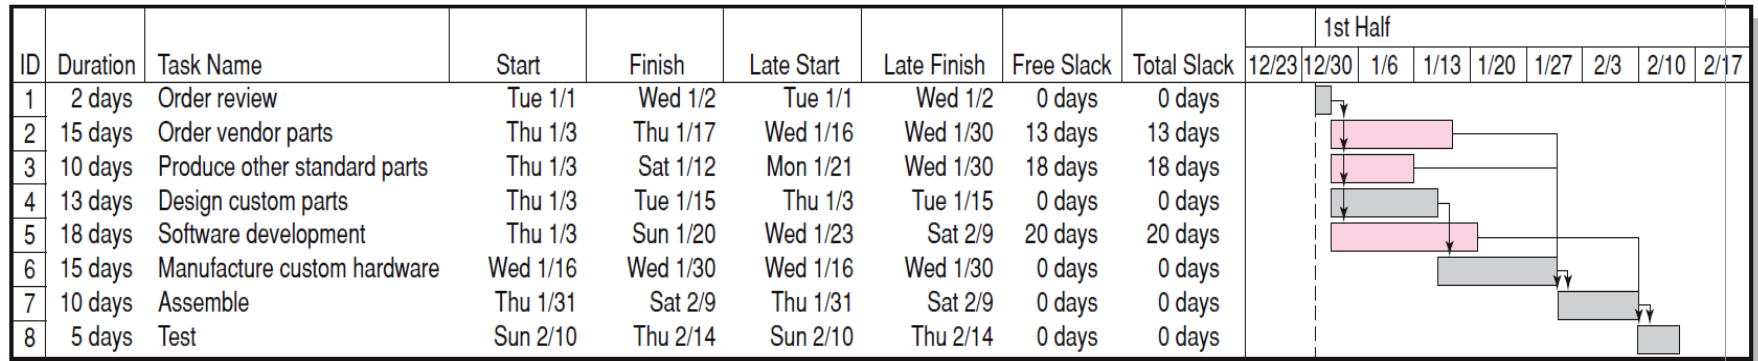 1st Half
ID Duration Task Name Start Finish Late Start Late Finish Free Slack Total Slack 12/23 12/30 1/6 1/13 1/20 1/27 2/3 2/10 2/17
1 2 days Order review Tue 1/1 Wed 1/2 Tue 1/1 Wed 1/2 0 days 0 days
2 15 days Order vendor parts Thu 1/3 Thu 1/17 Wed 1/16 Wed 1/30 13 days 13 days
3 10 days Produce other standard parts Thu 1/3 Sat 1/12 Mon 1/21 Wed 1/30 18 days 18 days
4 13 days Design custom parts Thu 1/3 Tue 1/15 Thu 1/3 Tue 1/15 0 days 0 days
5 18 days Software development Thu 1/3 Sun 1/20 Wed 1/23 Sat 2/9 20 days 20 days
6 15 days Manufacture custom hardware Wed 1/16 Wed 1/30 Wed 1/16 Wed 1/30 0 days 0 days
7 10 days Assemble Thu 1/31 Sat 2/9 Thu 1/31 Sat 2/9 0 days 0 days
8 5 days Test Sun 2/10 Thu 2/14 Sun 2/10 Thu 2/14 0 days 0 days